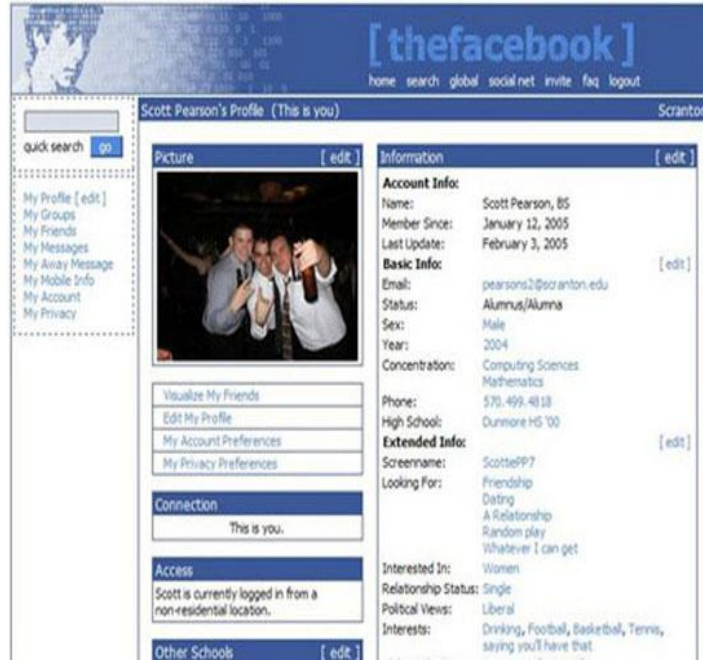 [ thefacebook ]
home search global social net invite faq logout
quick search go
My Profile [ edit ]
My Groups
My Friends
My Messages
My Away Message
My Mobile Info
My Account
My Privacy
Scott Pearson's Profile (This is you) Scranton
Picture [ edit ]
Visualize My Friends
Edit My Profile
My Account Preferences
My Privacy Preferences
Connection
This is you.
Access
Scott is currently logged in from a
non-residential location.
Other Schools [ edit ]
Information [ edit ]
Account Info:
Name: Scott Pearson, BS
Member Since: January 12, 2005
Last Update: February 3, 2005
Basic Info: [ edit ]
Email: pearsons2@scranton.edu
Status: Alumnus/Alumna
Sex: Male
Year: 2004
Concentration: Computing Sciences
Mathematics
Phone: 570.499.4818
High School: Dunmore HS '00
Extended Info: [ edit ]
Screenname: ScottiePP7
Looking For: Friendship
Dating
A Relationship
Random play
Whatever I can get
Interested In: Women
Relationship Status: Single
Political Views: Liberal
Interests: Drinking, Football, Basketball, Tennis,
saying you'll have that